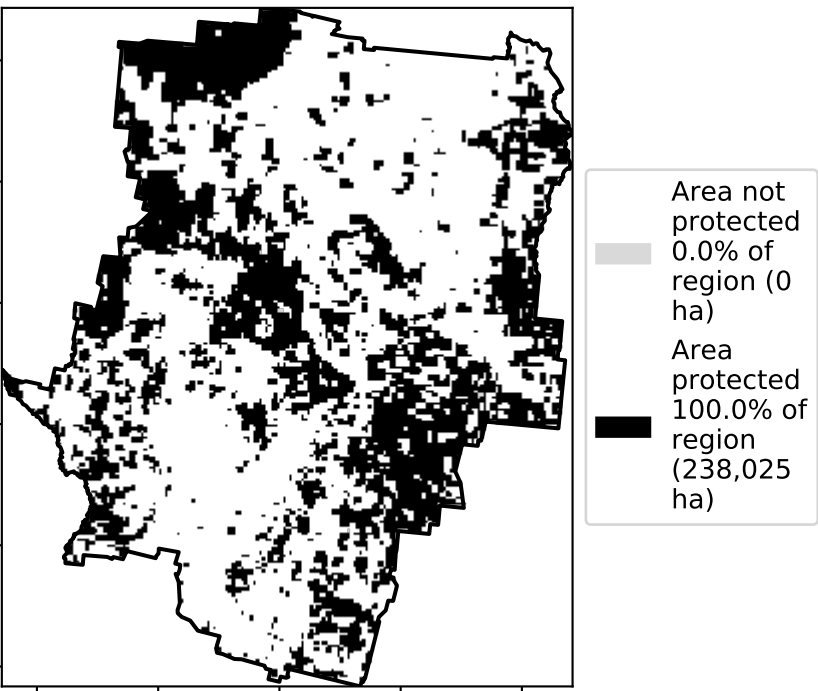 Area not
protected
0.0% of
region (0
ha)
Area
protected
100.0% of
region
(238,025
ha)